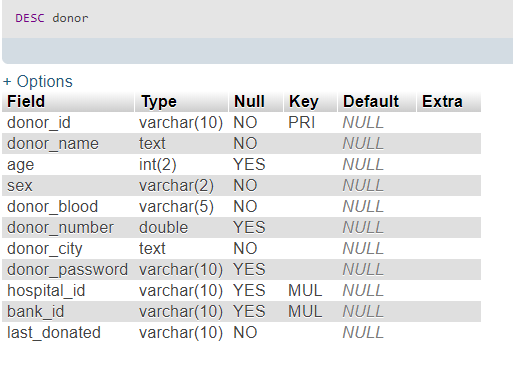 DESC donor
+ Options
Field Type Null Key Default Extra
donor_id varchar(10) NO PRI NULL
donor_name text NO NULL
age int(2) YES NULL
sex varchar(2) NO NULL
donor_blood varchar(5) NO NULL
donor_number double YES NULL
donor_city text NO NULL
donor_password varchar(10) YES NULL
hospital_id varchar(10) YES MUL NULL
bank_id varchar(10) YES MUL NULL
last_donated varchar(10) NO NULL